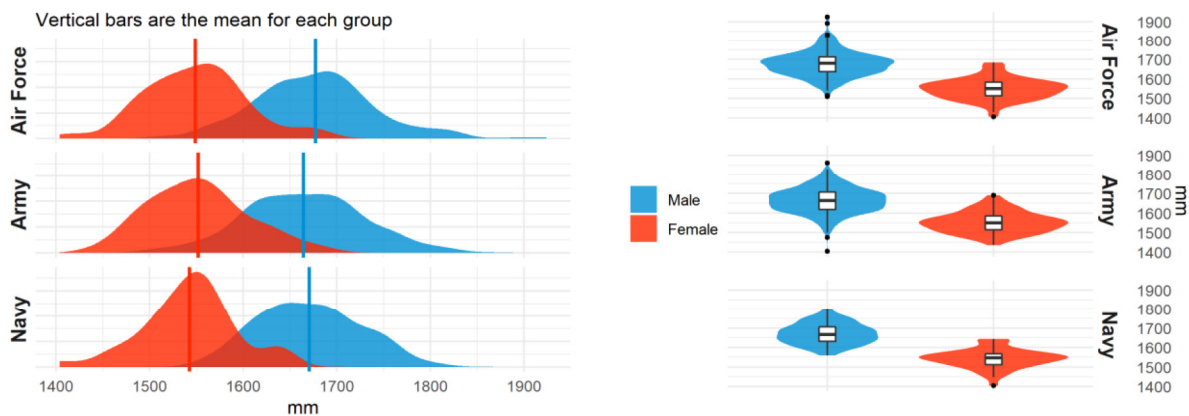 Vertical bars are the mean for each group
Air Force
Army
Navy
1400 1500 1600 1700 1800 1900
mm
Male
Female
1900
1800
1700
1600
1500
1400
Air Force
1900
1800
1700
1600
1500
1400
Army
mm
1900
1800
1700
1600
1500
1400
Navy